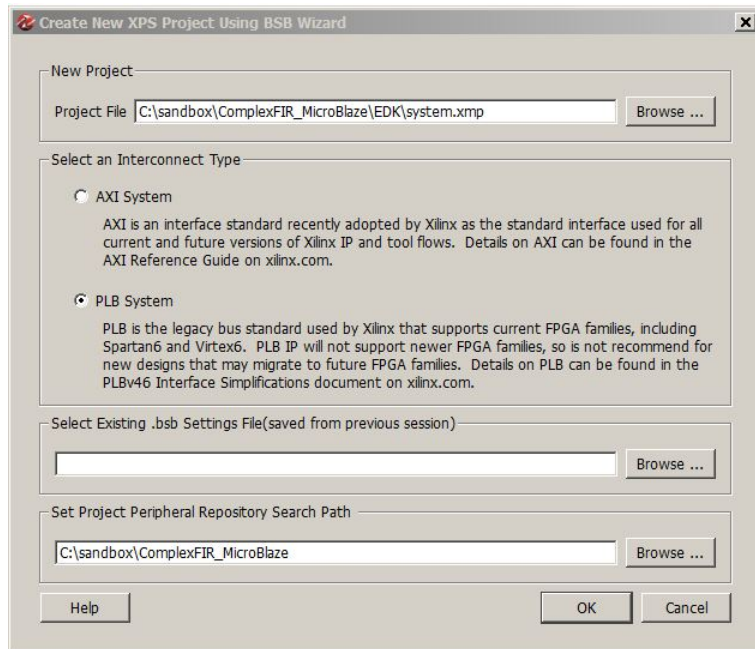 Create New XPS Project Using BSB Wizard
New Project
Project File C:\sandbox\ComplexFIR_MicroBlaze\EDK\system.xmp Browse ...
Select an Interconnect Type
AXI System
AXI is an interface standard recently adopted by Xilinx as the standard interface used for all
current and future versions of Xilinx IP and tool flows. Details on AXI can be found in the
AXI Reference Guide on xilinx.com.
PLB System
PLB is the legacy bus standard used by Xilinx that supports current FPGA families, including
Spartan6 and Virtex6. PLB IP will not support newer FPGA families, so is not recommend for
new designs that may migrate to future FPGA families. Details on PLB can be found in the
PLBv46 Interface Simplifications document on xilinx.com.
Select Existing .bsb Settings File(saved from previous session)
Browse ...
Set Project Peripheral Repository Search Path
C:\sandbox\ComplexFIR_MicroBlaze Browse ...
Help OK Cancel